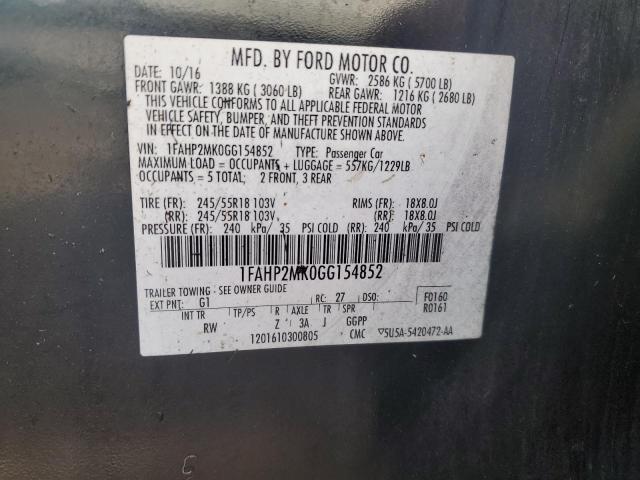 MFD. BY FORD MOTOR CO.
DATE: 10/16 GVWR: 2586 KG (5700 LB)
FRONT GAWR: 1388 KG (3060 LB) REAR GAWR: 1216 KG (2680 LB)
THIS VEHICLE CONFORMS TO ALL APPLICABLE FEDERAL MOTOR
VEHICLE SAFETY, BUMPER, AND THEFT PREVENTION STANDARDS
IN EFFECT ON THE DATE OF MANUFACTURE SHOWN ABOVE.
VIN: 1FAHP2MK0GG154852 TYPE: Passenger Car
MAXIMUM LOAD = OCCUPANTS + LUGGAGE = 557KG/1229LB
OCCUPANTS = 5 TOTAL; 2 FRONT, 3 REAR
TIRE (FR): 245/55R18 103V RIMS (FR): 18X8.0J
(RR): 245/55R18 103V (RR): 18X8.0J
PRESSURE (FR): 240 kPa/ 35 PSI COLD (RR): 240 kPa/ 35 PSI COLD
1FAHP2MK0GG154852
TRAILER TOWING - SEE OWNER GUIDE
EXT PNT: G1 RC: 27 DSO: F0160
R0161
INT TR TP/PS R AXLE TR SPR
RW Z 3A J GGPP
1201610300805 CMC 5U5A-5420472-AA
C